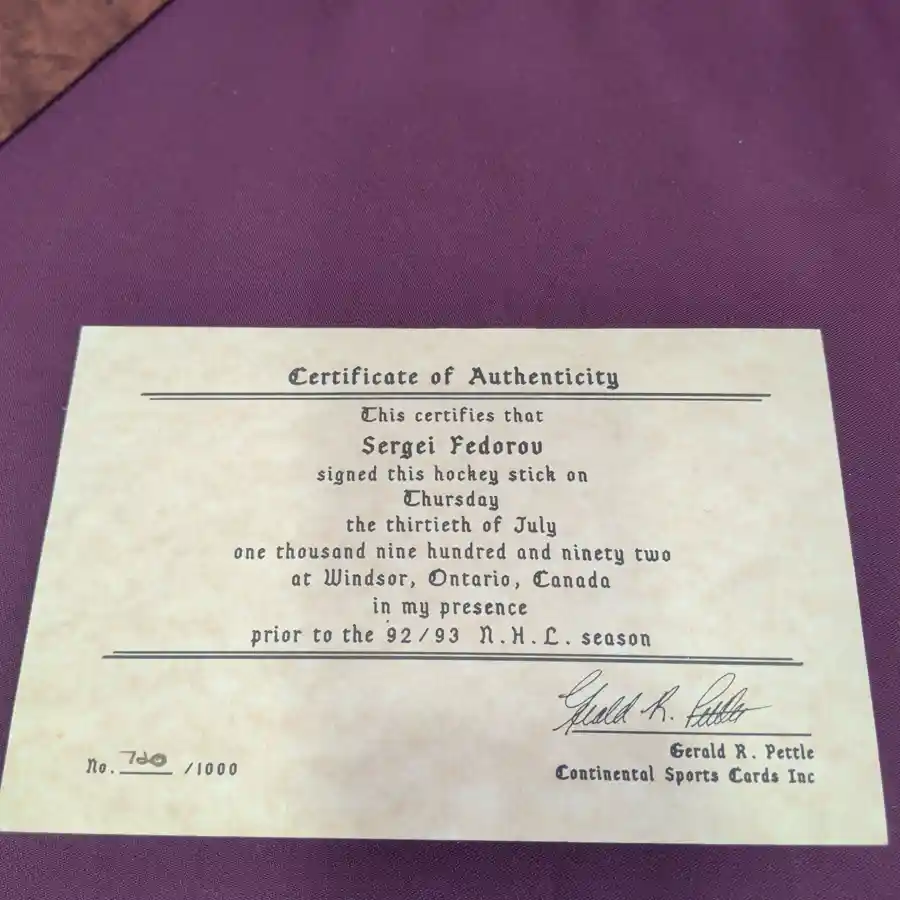 Certificate of Authenticity
This certifies that
Sergei Fedorov
signed this hockey stick on
Thursday
the thirtieth of July
one thousand nine hundred and ninety two
at Windsor, Ontario, Canada
in my presence
prior to the 92/93 N.H.L. season
Gerald R. Pettle
Gerald R. Pettle
No. 720 /1000
Continental Sports Cards Inc